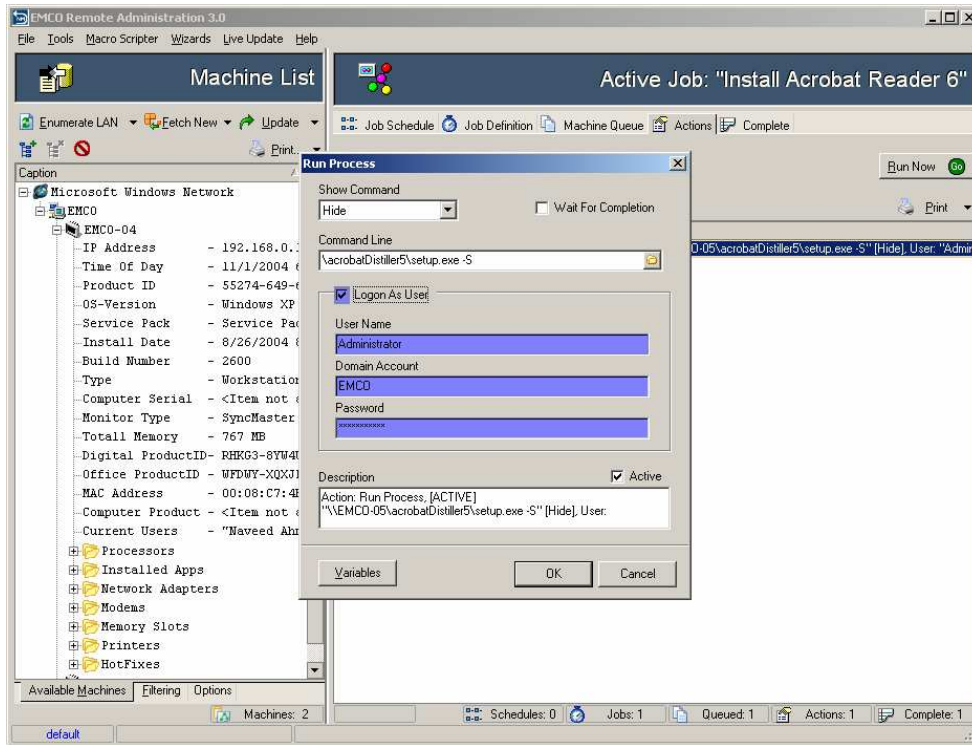 EMCO Remote Administration 3.0
File Tools Macro Scripter Wizards Live Update Help
Machine List
Active Job: "Install Acrobat Reader 6"
Enumerate LAN Fetch New Update
Job Schedule Job Definition Machine Queue Actions Complete
Print...
Run Now Go
Caption
Print
Microsoft Windows Network
EMCO
EMCO-04
IP Address - 192.168.0.
Time Of Day - 11/1/2004
Product ID - 55274-649-
OS-Version - Windows XP
Service Pack - Service Pac
Install Date - 8/26/2004
Build Number - 2600
Type - Workstation
Computer Serial - <Item not
Monitor Type - SyncMaster
Totall Memory - 767 MB
Digital ProductID- RHKG3-8YW4
Office ProductID - WFDWY-XQXJ
MAC Address - 00:08:C7:4
Computer Product - <Item not
Current Users - "Naveed Ah
Processors
Installed Apps
Network Adapters
Modems
Memory Slots
Printers
HotFixes
Available Machines Filtering Options
Machines: 2
default
Run Process
Show Command
Hide
Wait For Completion
Command Line
\acrobatDistiller5\setup.exe -S
Logon As User
User Name
Administrator
Domain Account
EMCO
Password
***********
Description
Active
Action: Run Process, [ACTIVE]
"\\EMCO-05\acrobatDistiller5\setup.exe -S" [Hide], User:
Variables OK Cancel
O-05\acrobatDistiller5\setup.exe -S" [Hide], User: "Admin
Schedules: 0 Jobs: 1 Queued: 1 Actions: 1 Complete: 1